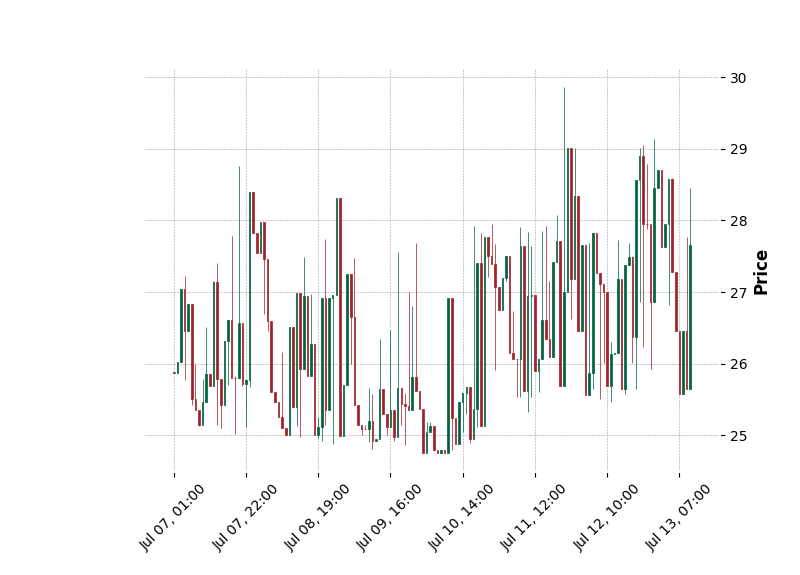 30
29
28
27
26
25
Price
Jul 07, 01:00
Jul 07, 22:00
Jul 08, 19:00
Jul 09, 16:00
Jul 10, 14:00
Jul 11, 12:00
Jul 12, 10:00
Jul 13, 07:00